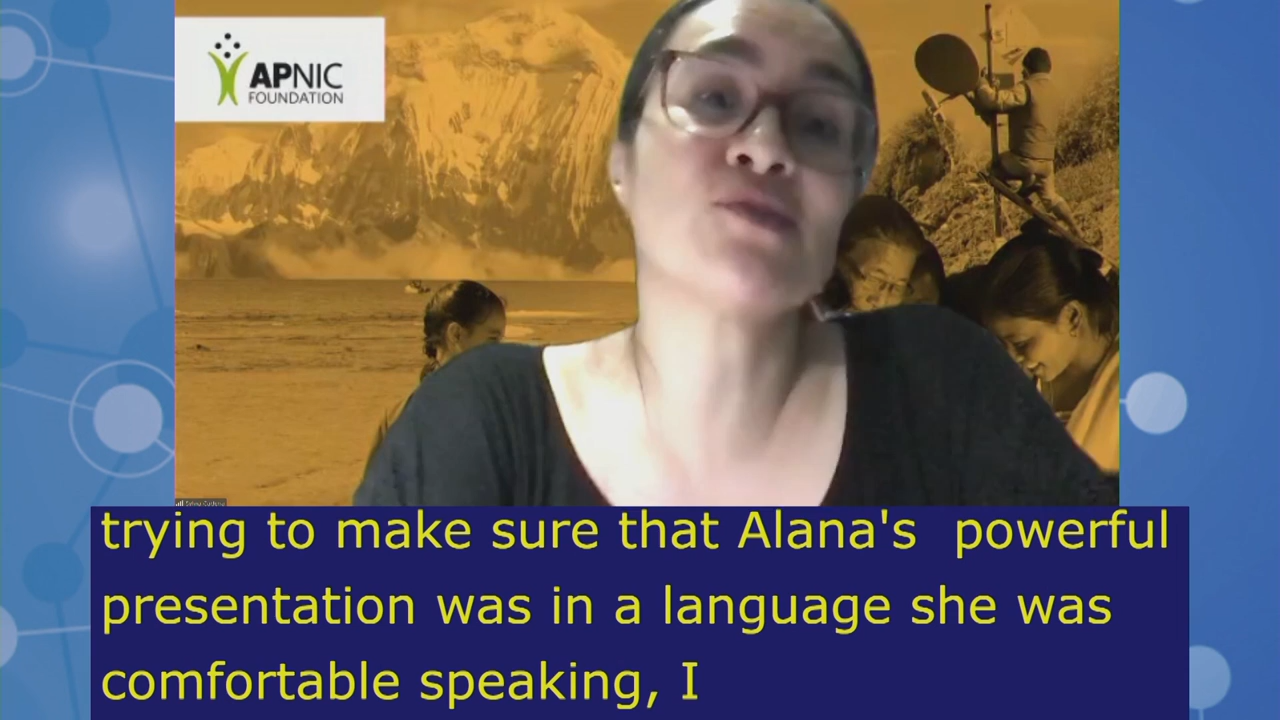 APNIC
FOUNDATION
trying to make sure that Alana's  powerful
presentation was in a language she was
comfortable speaking, I